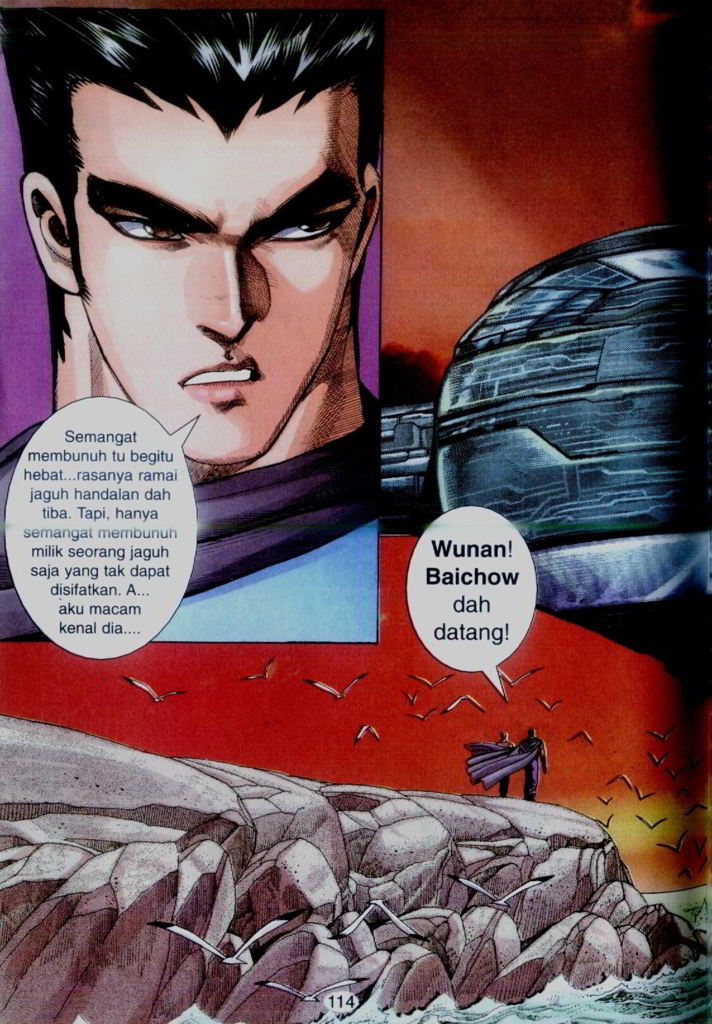 Semangat
membunuh tu begitu
hebat...rasanya ramai
jaguh handalan dah
tiba. Tapi, hanya
semangat membunuh
milik seorang jaguh
saja yang tak dapat
disifatkan. A...
aku macam
kenal dia....
Wunan!
Baichow
dah
datang!
114